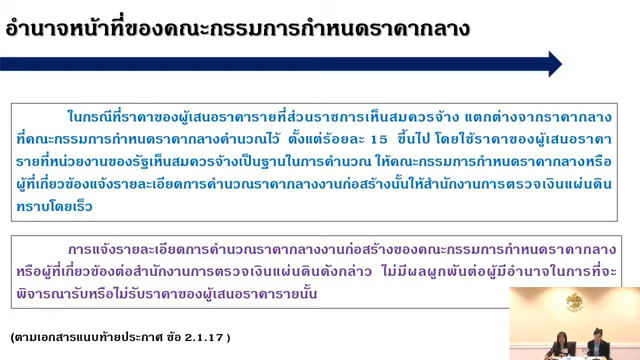 อำนาจหน้าที่ของคณะกรรมการกำหนดราคากลาง
ในกรณีที่ราคาของผู้เสนอราคารายที่ส่วนราชการเห็นสมควรจ้าง แตกต่างจากราคากลาง
ที่คณะกรรมการกำหนดราคากลางคำนวณไว้ ตั้งแต่ร้อยละ 15 ขึ้นไป โดยใช้ราคาของผู้เสนอราคา
รายที่หน่วยงานของรัฐเห็นสมควรจ้างเป็นฐานในการคำนวณ ให้คณะกรรมการกำหนดราคากลางหรือ
ผู้ที่เกี่ยวข้องแจ้งรายละเอียดการคำนวณราคากลางงานก่อสร้างนั้นให้สำนักงานการตรวจเงินแผ่นดิน
ทราบโดยเร็ว
การแจ้งรายละเอียดการคำนวณราคากลางงานก่อสร้างของคณะกรรมการกำหนดราคากลาง
หรือผู้ที่เกี่ยวข้องต่อสำนักงานการตรวจเงินแผ่นดินดังกล่าว ไม่มีผลผูกพันต่อผู้มีอำนาจในการที่จะ
พิจารณารับหรือไม่รับราคาของผู้เสนอราคารายนั้น
(ตามเอกสารแนบท้ายประกาศ ข้อ 2.1.17 )